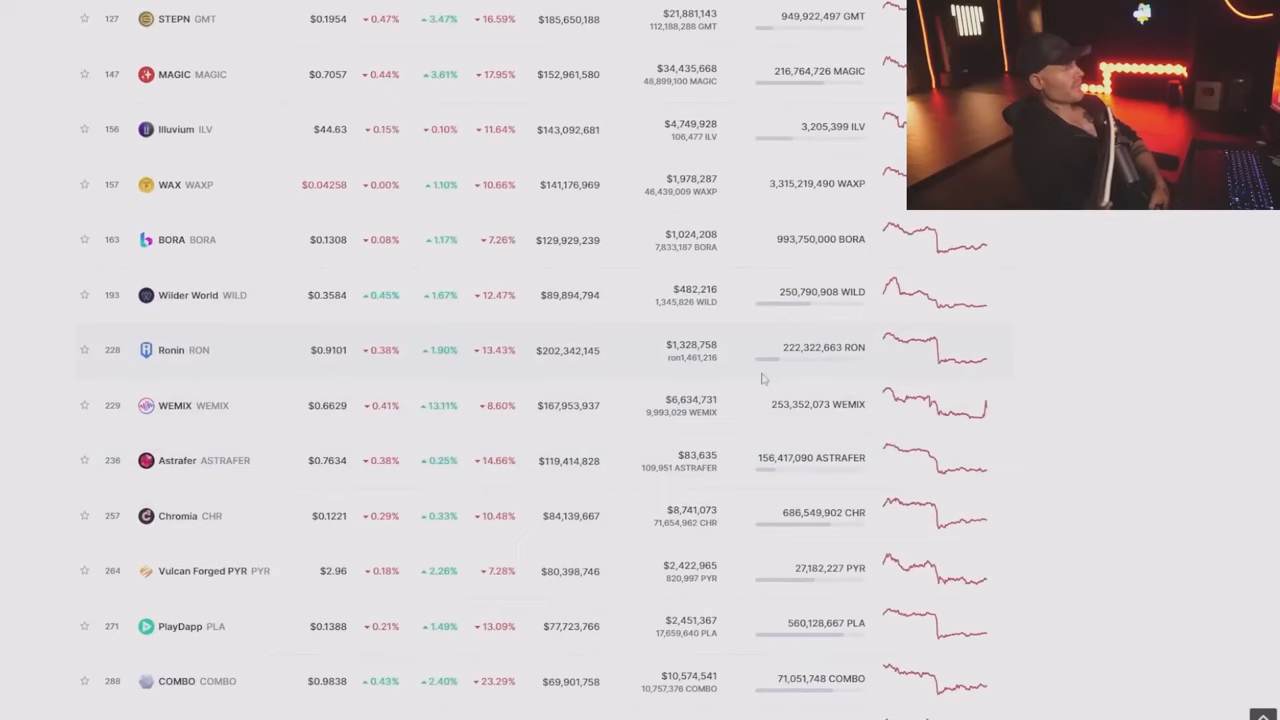 127 STEPN GMT $0.1954 0.47% 3.47% 16.59% $185,650,188 $21,881,143 949,922,497 GMT
112,188,288 GMT
147 MAGIC MAGIC $0.7057 0.44% 3.61% 17.95% $152,961,580 $34,435,668 216,764,726 MAGIC
48,899,100 MAGIC
156 Illuvium ILV $44.63 0.15% 0.10% 11.64% $143,092,681 $4,749,928 3,205,399 ILV
106,477 ILV
157 WAX WAXP $0.04258 0.00% 1.10% 10.66% $141,176,969 $1,978,287 3,315,219,490 WAXP
46,439,009 WAXP
163 BORA BORA $0.1308 0.08% 1.17% 7.26% $129,929,239 $1,024,208 993,750,000 BORA
7,833,187 BORA
193 Wilder World WILD $0.3584 0.45% 1.67% 12.47% $89,894,794 $482,216 250,790,908 WILD
1,345,826 WILD
228 Ronin RON $0.9101 0.38% 1.90% 13.43% $202,342,145 $1,328,758 222,322,663 RON
ron1,461,216
229 WEMIX WEMIX $0.6629 0.41% 13.11% 8.60% $167,953,937 $6,634,731 253,352,073 WEMIX
9,993,029 WEMIX
236 Astrafer ASTRAFER $0.7634 0.38% 0.25% 14.66% $119,414,828 $83,635 156,417,090 ASTRAFER
109,951 ASTRAFER
257 Chromia CHR $0.1221 0.29% 0.33% 10.48% $84,139,667 $8,741,073 686,549,902 CHR
71,654,962 CHR
264 Vulcan Forged PYR PYR $2.96 0.18% 2.26% 7.28% $80,398,746 $2,422,965 27,182,227 PYR
820,997 PYR
271 PlayDapp PLA $0.1388 0.21% 1.49% 13.09% $77,723,766 $2,451,367 560,128,667 PLA
17,659,640 PLA
288 COMBO COMBO $0.9838 0.43% 2.40% 23.29% $69,901,758 $10,574,541 71,051,748 COMBO
10,757,376 COMBO